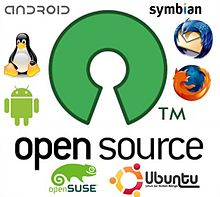 ANDROID
symbian
TM
open source
openSUSE
Ubuntu